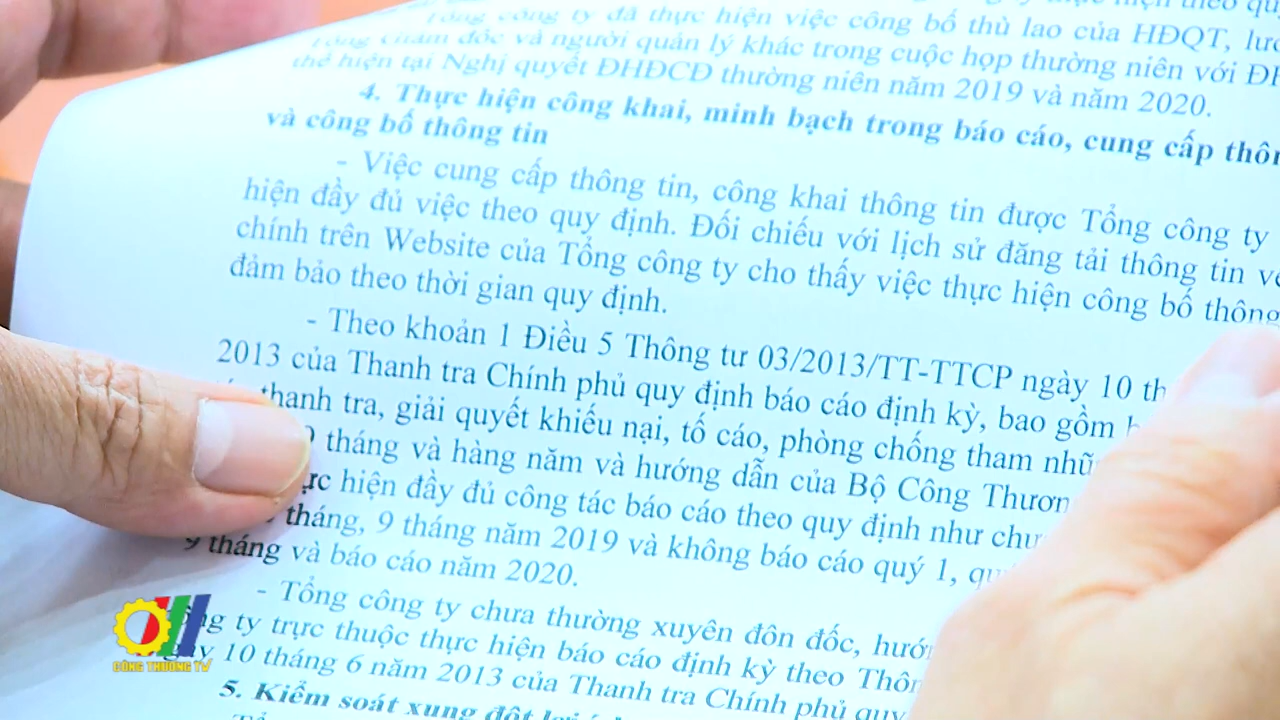 Tổng công ty đã thực hiện việc công bố thù lao của HĐQT,
và người quản lý khác trong cuộc họp thường niên với
thể hiện tại Nghị quyết ĐHĐCĐ thường niên năm 2019 và năm 2020.
4. Thực hiện công khai, minh bạch trong báo cáo, cung cấp
và công bố thông tin
- Việc cung cấp thông tin, công khai thông tin được Tổng công ty
hiện đầy đủ việc theo quy định. Đối chiếu với lịch sử đăng tải thông tin
chính trên Website của Tổng công ty cho thấy việc thực hiện công bố thông
đảm bảo theo thời gian quy định.
- Theo khoản 1 Điều 5 Thông tư 03/2013/TT-TTCP ngày 10
2013 của Thanh tra Chính phủ quy định báo cáo định kỳ, bao gồm
thanh tra, giải quyết khiếu nại, tố cáo, phòng chống tham
tháng và hàng năm và hướng dẫn của Bộ Công
hiện đầy đủ công tác báo cáo theo quy định như
tháng, 9 tháng năm 2019 và không báo cáo quý 1,
9 tháng và báo cáo năm 2020.
- Tổng công ty chưa thường xuyên đôn đốc,
ty trực thuộc thực hiện báo cáo định kỳ theo
10 tháng 6 năm 2013 của Thanh tra Chính phủ
5. Kiểm soát xung đột
CÔNG THƯƠNG TV